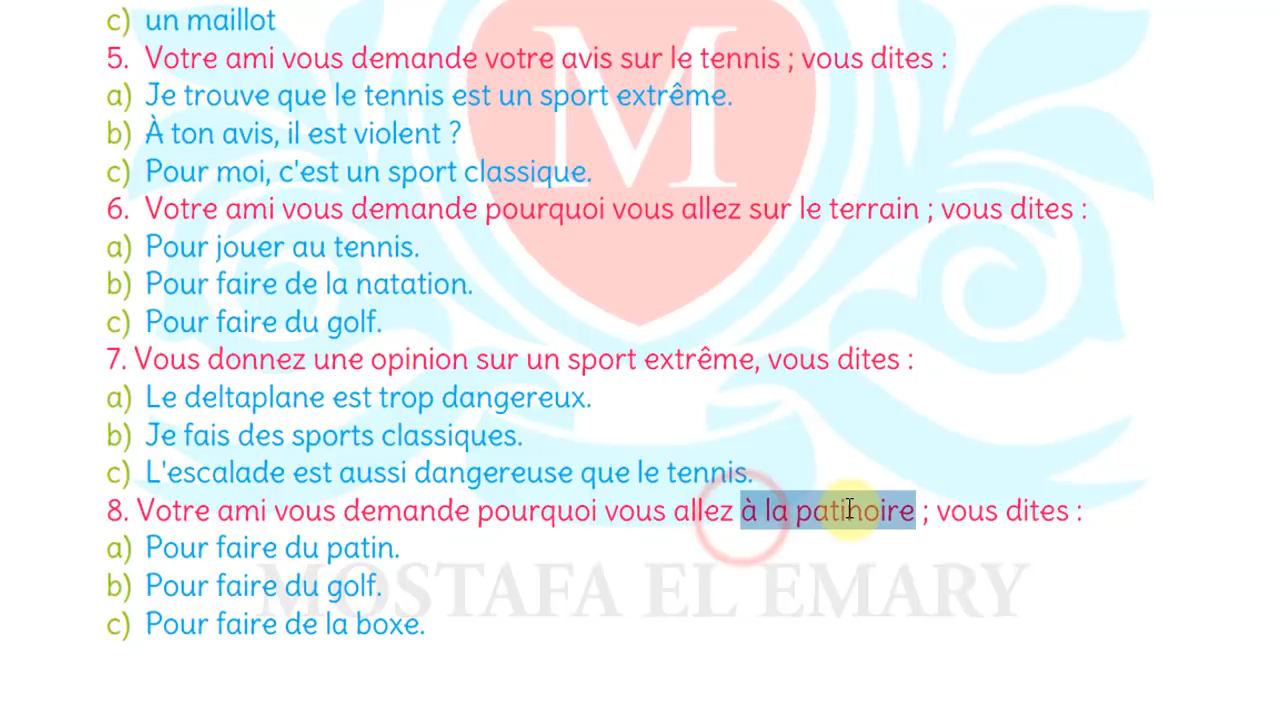 c) un maillot
5. Votre ami vous demande votre avis sur le tennis ; vous dites :
a) Je trouve que le tennis est un sport extrême.
b) À ton avis, il est violent ?
c) Pour moi, c'est un sport classique.
6. Votre ami vous demande pourquoi vous allez sur le terrain ; vous dites :
a) Pour jouer au tennis.
b) Pour faire de la natation.
c) Pour faire du golf.
7. Vous donnez une opinion sur un sport extrême, vous dites :
a) Le deltaplane est trop dangereux.
b) Je fais des sports classiques.
c) L'escalade est aussi dangereuse que le tennis.
8. Votre ami vous demande pourquoi vous allez à la patinoire ; vous dites :
a) Pour faire du patin.
b) Pour faire du golf.
c) Pour faire de la boxe.
M
MOSTAFA EL EMARY